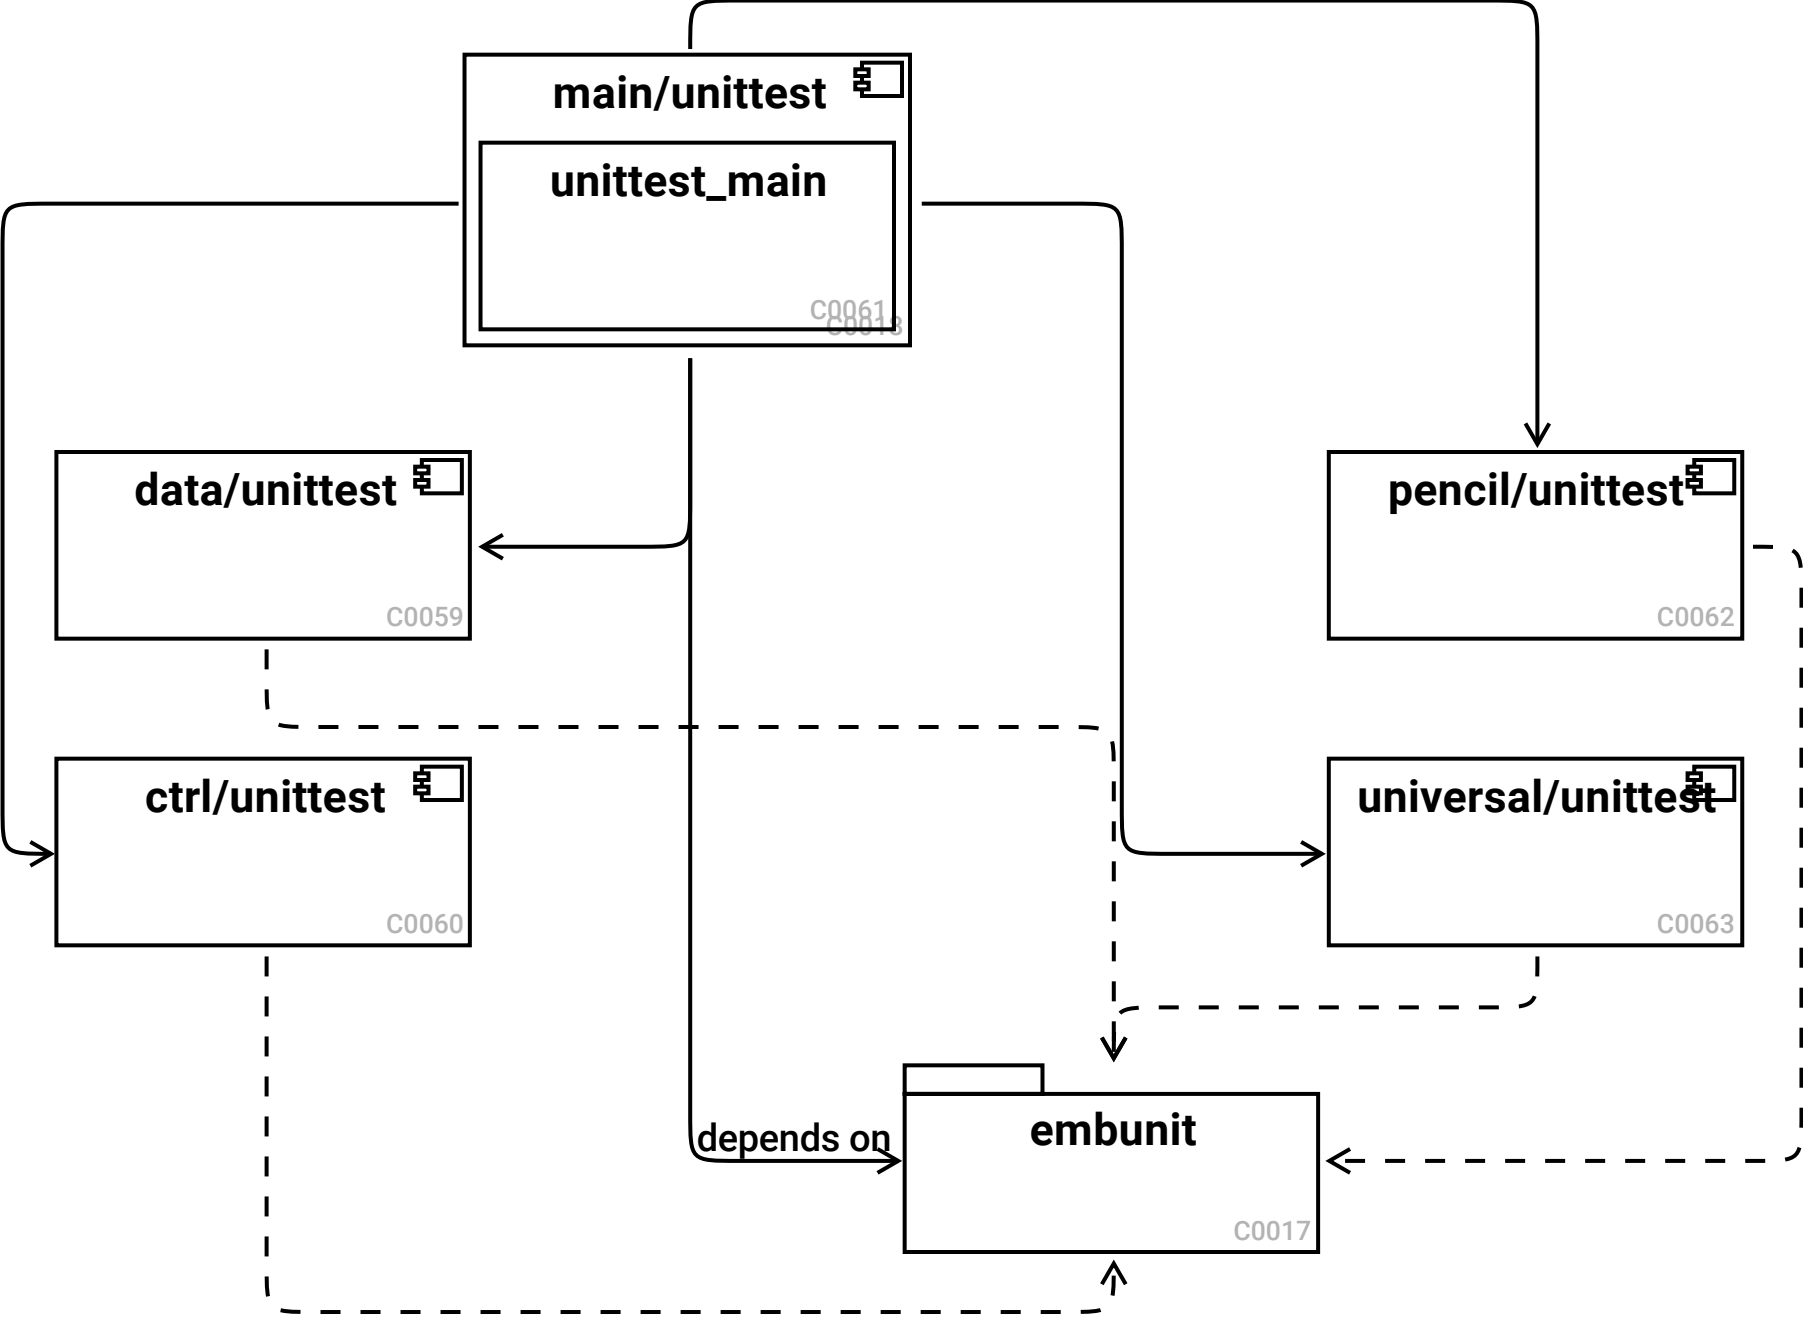 main/unittest
unittest_main
C0061
C0018
data/unittest
C0059
pencil/unittest
C0062
ctrl/unittest
C0060
universal/unittest
C0063
depends on
embunit
C0017